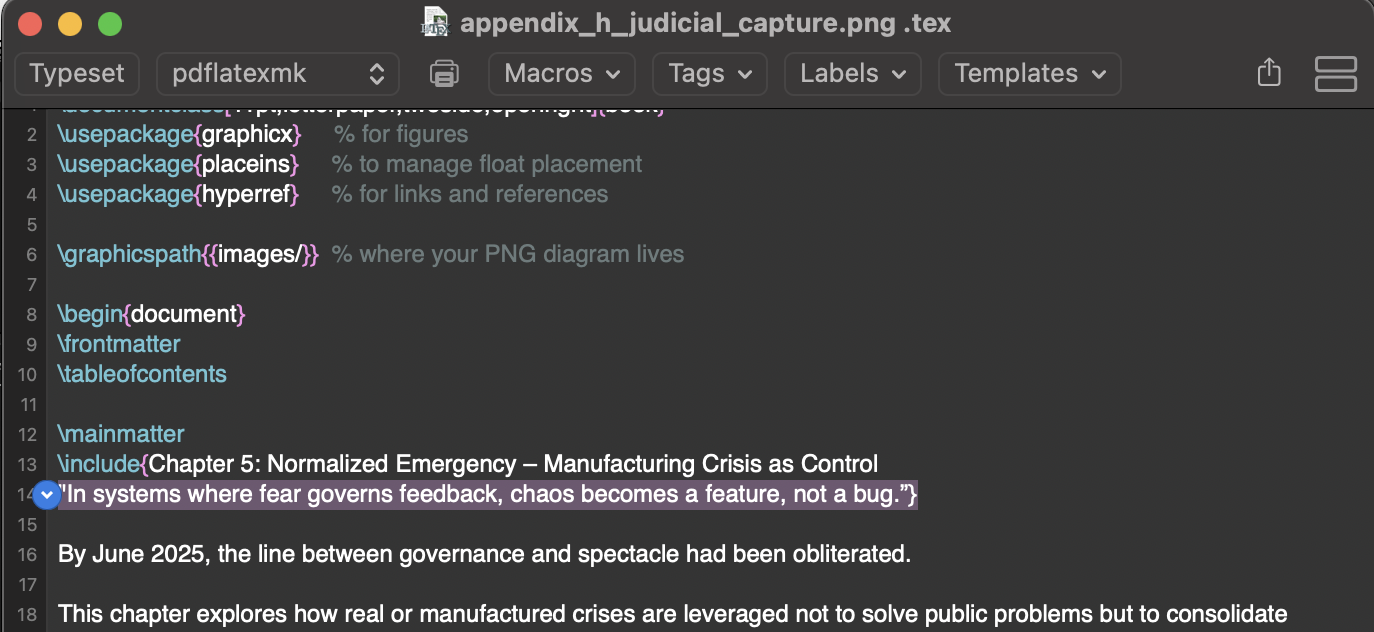 appendix_h_judicial_capture.png .tex
Typeset
pdflatexmk
Macros
Tags
Labels
Templates
2 \usepackage{graphicx} % for figures
3 \usepackage{placeins} % to manage float placement
4 \usepackage{hyperref} % for links and references
5
6 \graphicspath{{images/}} % where your PNG diagram lives
7
8 \begin{document}
9 \frontmatter
10 \tableofcontents
11
12 \mainmatter
13 \include{Chapter 5: Normalized Emergency – Manufacturing Crisis as Control
"In systems where fear governs feedback, chaos becomes a feature, not a bug.”}
15
16 By June 2025, the line between governance and spectacle had been obliterated.
17
18 This chapter explores how real or manufactured crises are leveraged not to solve public problems but to consolidate